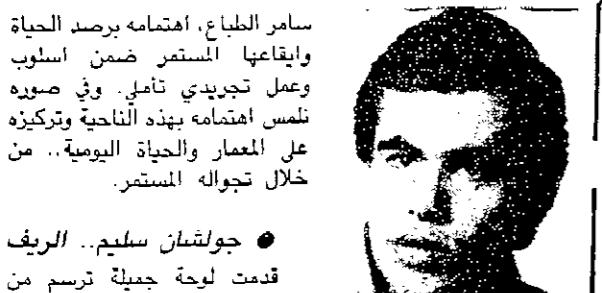 سامر الطباع، اهتمامه برصد الحياة
وايقاعها المستمر ضمن اسلوب
وعمل تجريدي تأملي. وفي صوره
نلمس اهتمامه بهذه الناحية وتركيزه
على المعمار والحياة اليومية.. من
خلال تجواله المستمر.
● جولشان سليم.. الريف
قدمت لوحة جميلة ترسم من